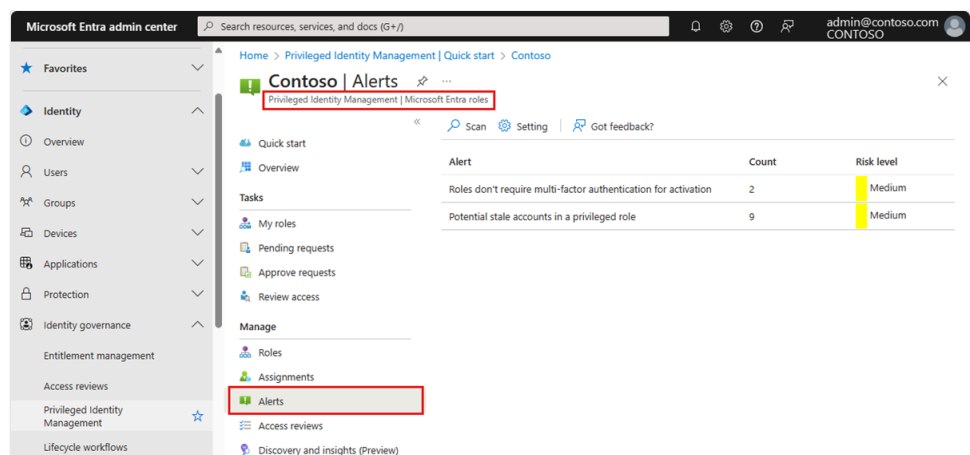 Microsoft Entra admin center
Search resources, services, and docs (G+/)
admin@contoso.com
CONTOSO
Favorites
Identity
Overview
Users
Groups
Devices
Applications
Protection
Identity governance
Entitlement management
Access reviews
Privileged Identity
Management
Lifecycle workflows
Home > Privileged Identity Management | Quick start > Contoso
Contoso | Alerts
Privileged Identity Management | Microsoft Entra roles
Quick start
Overview
Tasks
My roles
Pending requests
Approve requests
Review access
Manage
Roles
Assignments
Alerts
Access reviews
Discovery and insights (Preview)
Scan Setting Got feedback?
Alert Count Risk level
Roles don't require multi-factor authentication for activation 2 Medium
Potential stale accounts in a privileged role 9 Medium